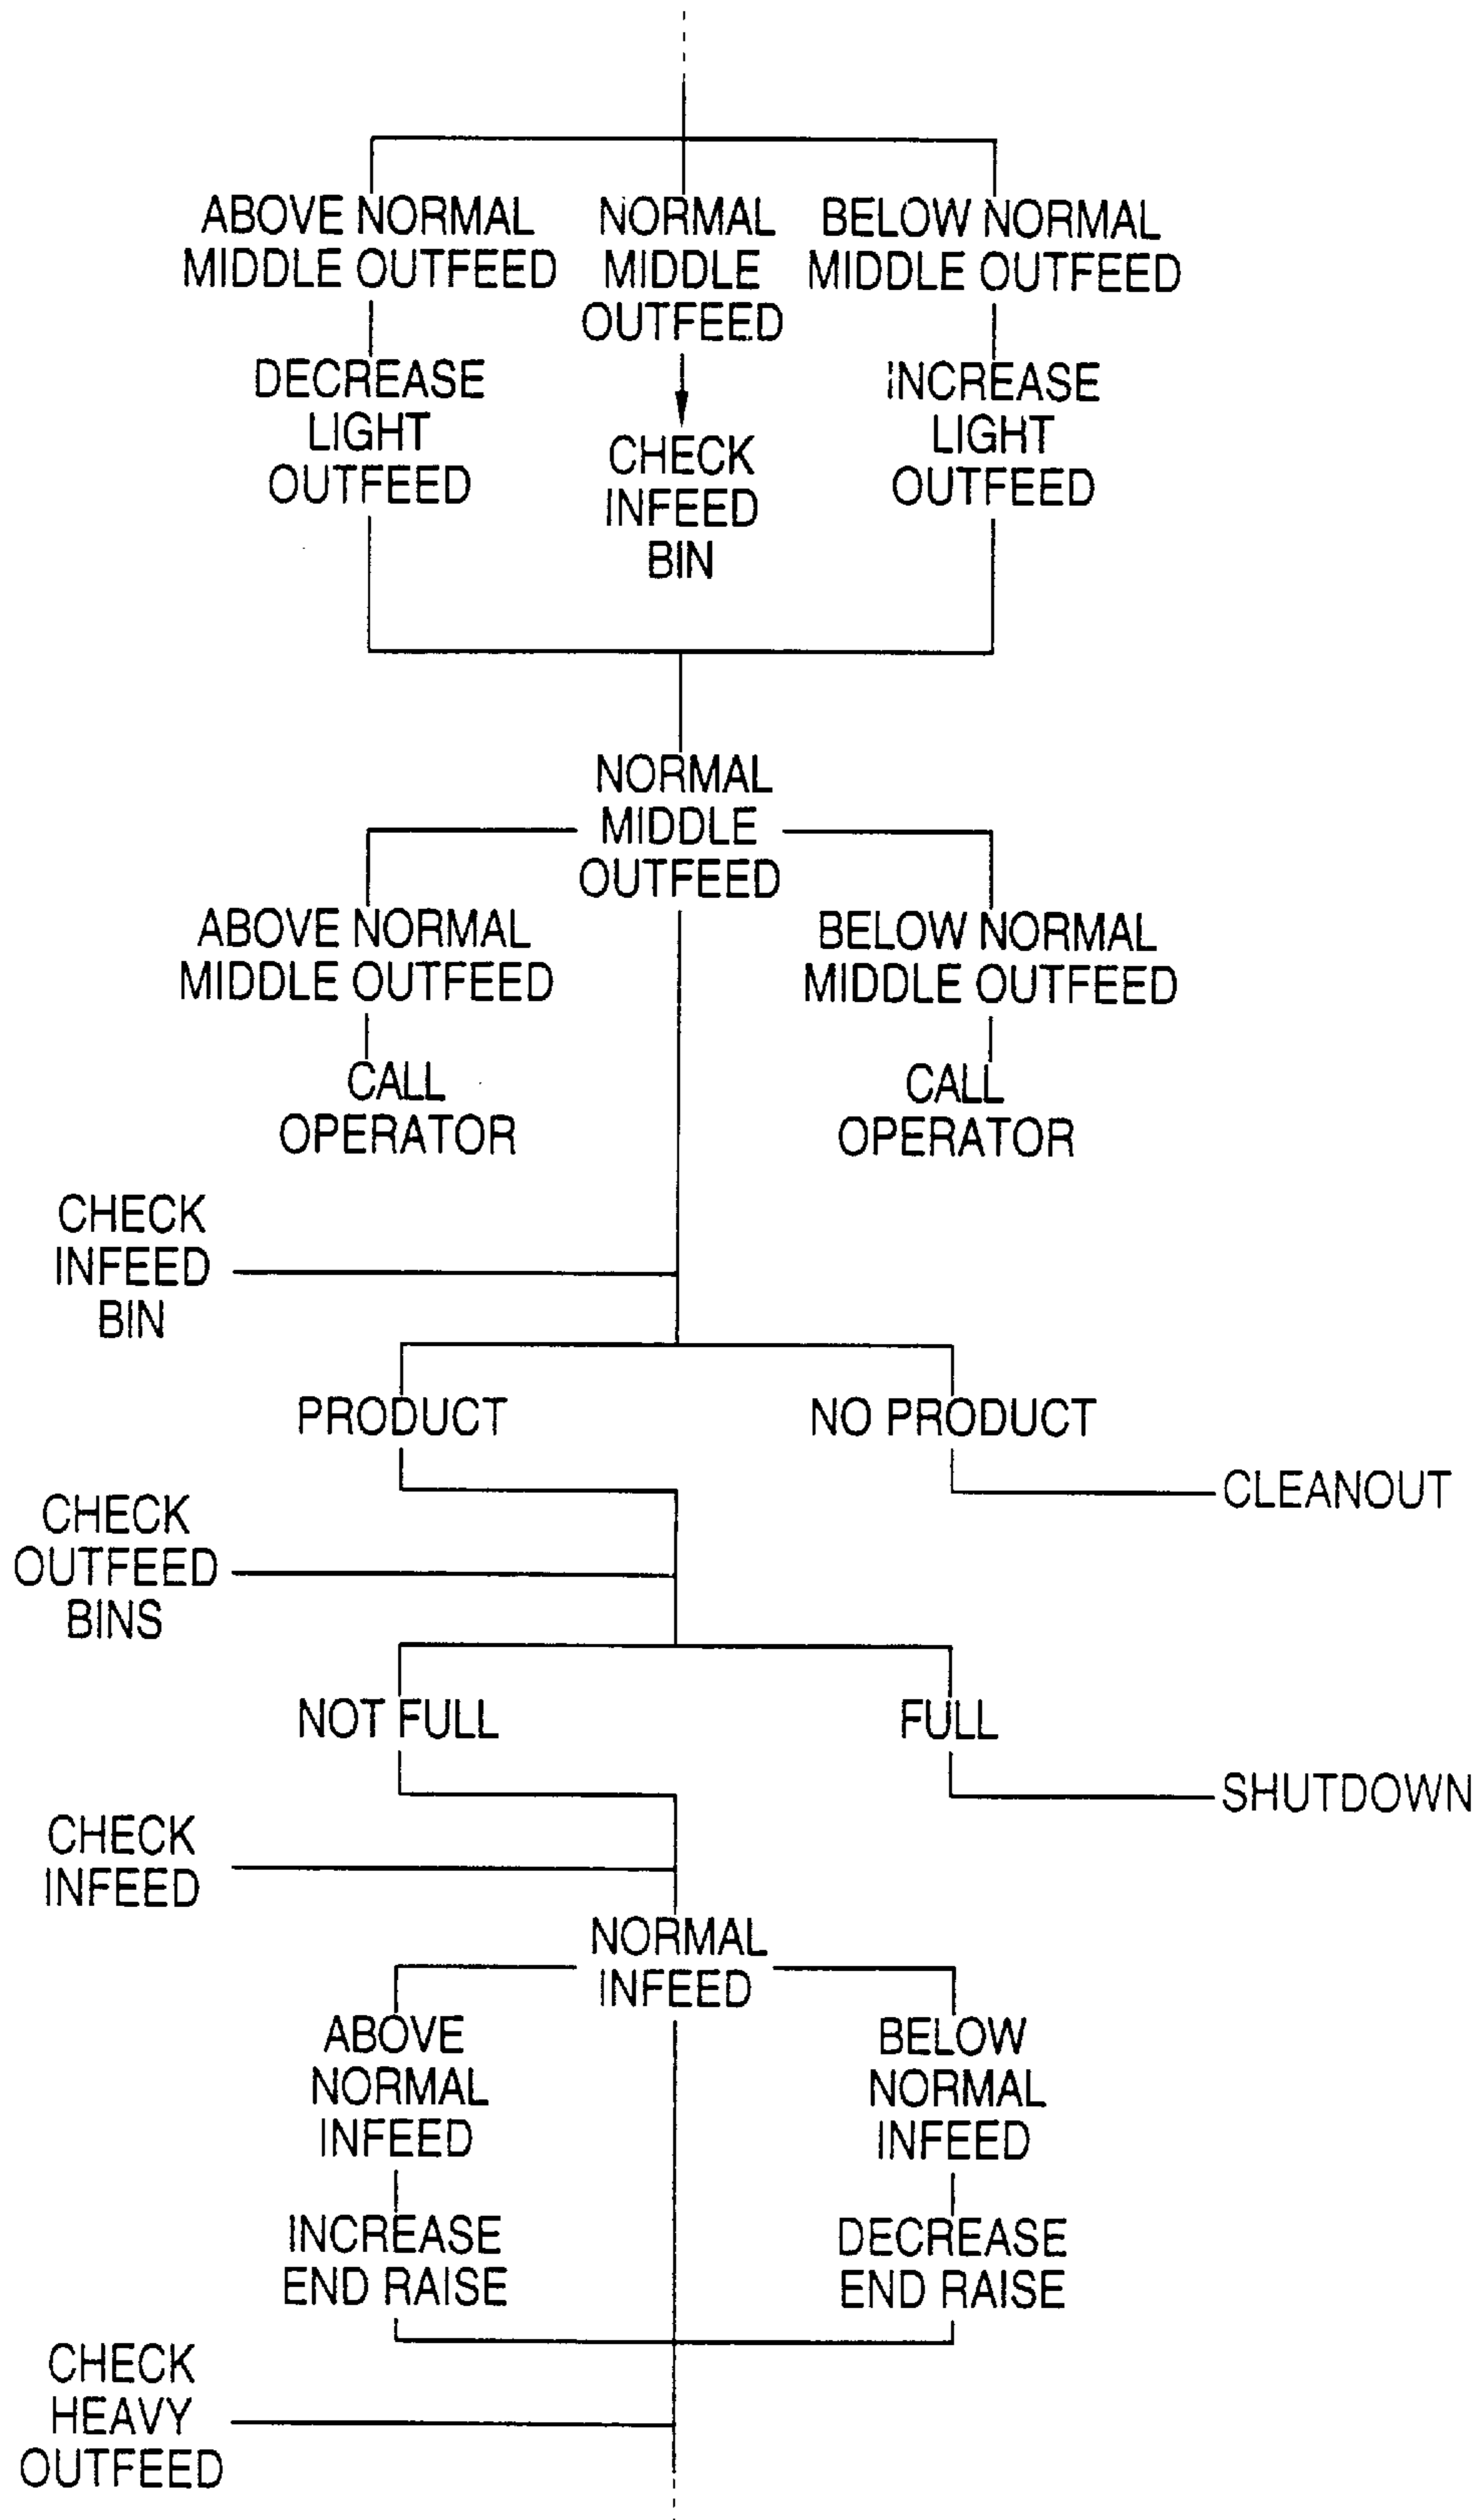 ABOVE NORMAL
MIDDLE OUTFEED
NORMAL
MIDDLE
OUTFEED
BELOW NORMAL
MIDDLE OUTFEED
DECREASE
LIGHT
OUTFEED
CHECK
INFEED
BIN
INCREASE
LIGHT
OUTFEED
NORMAL
MIDDLE
OUTFEED
ABOVE NORMAL
MIDDLE OUTFEED
BELOW NORMAL
MIDDLE OUTFEED
CALL
OPERATOR
CALL
OPERATOR
CHECK
INFEED
BIN
PRODUCT
NO PRODUCT
CLEANOUT
CHECK
OUTFEED
BINS
NOT FULL
FULL
SHUTDOWN
CHECK
INFEED
NORMAL
INFEED
ABOVE
NORMAL
INFEED
BELOW
NORMAL
INFEED
INCREASE
END RAISE
DECREASE
END RAISE
CHECK
HEAVY
OUTFEED